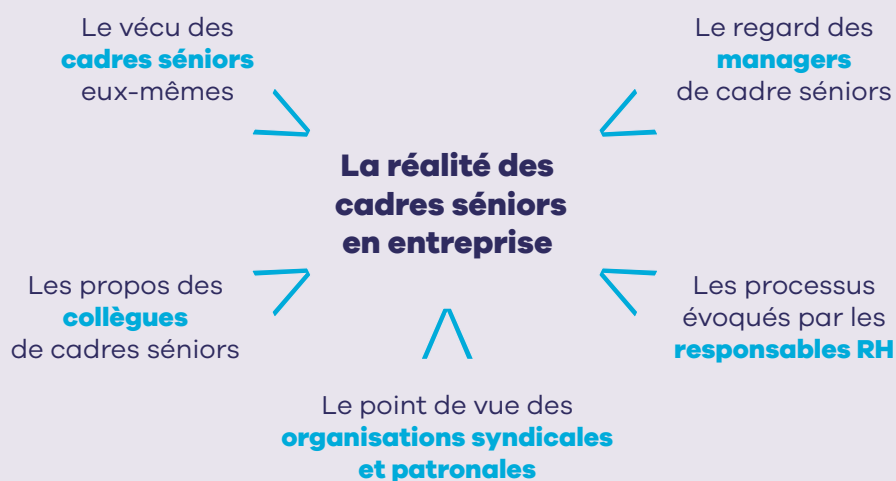 Le vécu des
cadres séniors
eux-mêmes
Le regard des
managers
de cadre séniors
La réalité des
cadres séniors
en entreprise
Les propos des
collègues
de cadres séniors
Les processus
évoqués par les
responsables RH
Le point de vue des
organisations syndicales
et patronales